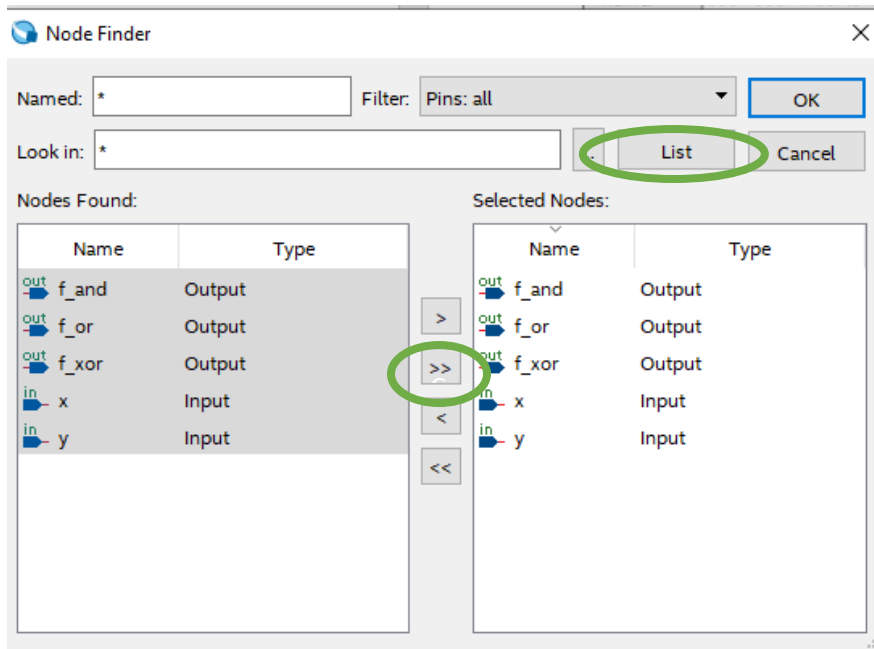 Node Finder
Named: * Filter: Pins: all OK
Look in: * List Cancel
Nodes Found: Selected Nodes:
Name Type Name Type
out f_and Output out f_and Output
> 
out f_or Output out f_or Output
out f_xor Output >> out f_xor Output
in x Input in x Input
<
in y Input in y Input
<<